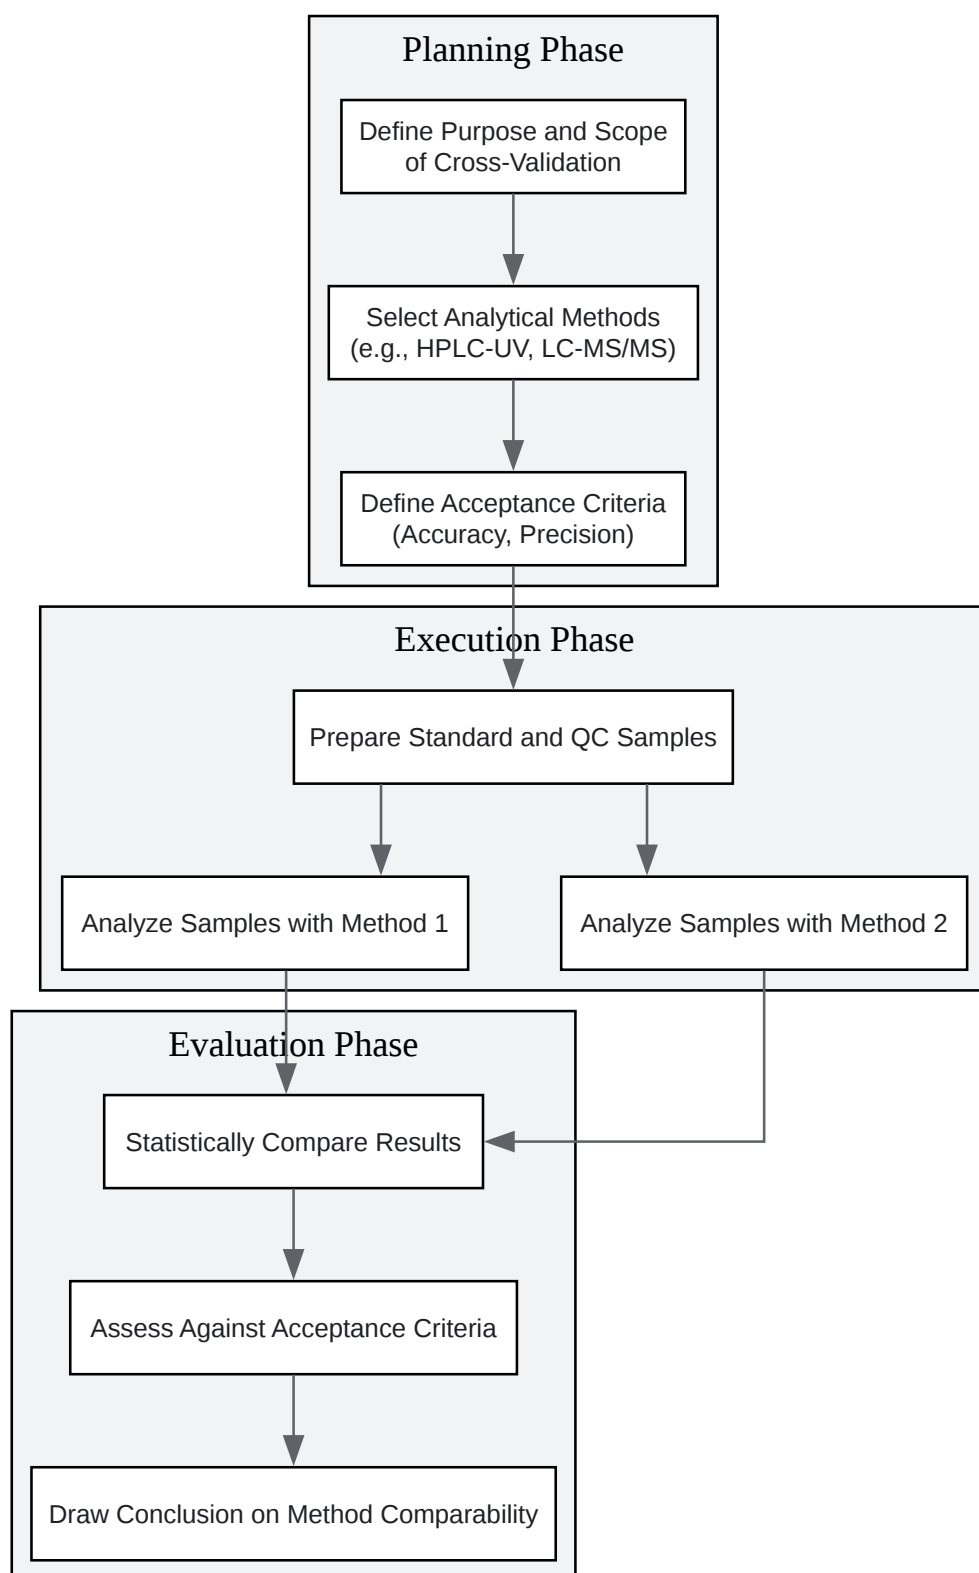 Planning Phase
Define Purpose and Scope
of Cross-Validation
Select Analytical Methods
(e.g., HPLC-UV, LC-MS/MS)
Define Acceptance Criteria
(Accuracy, Precision)
Execution Phase
Prepare Standard and QC Samples
Analyze Samples with Method 1
Analyze Samples with Method 2
Evaluation Phase
Statistically Compare Results
Assess Against Acceptance Criteria
Draw Conclusion on Method Comparability